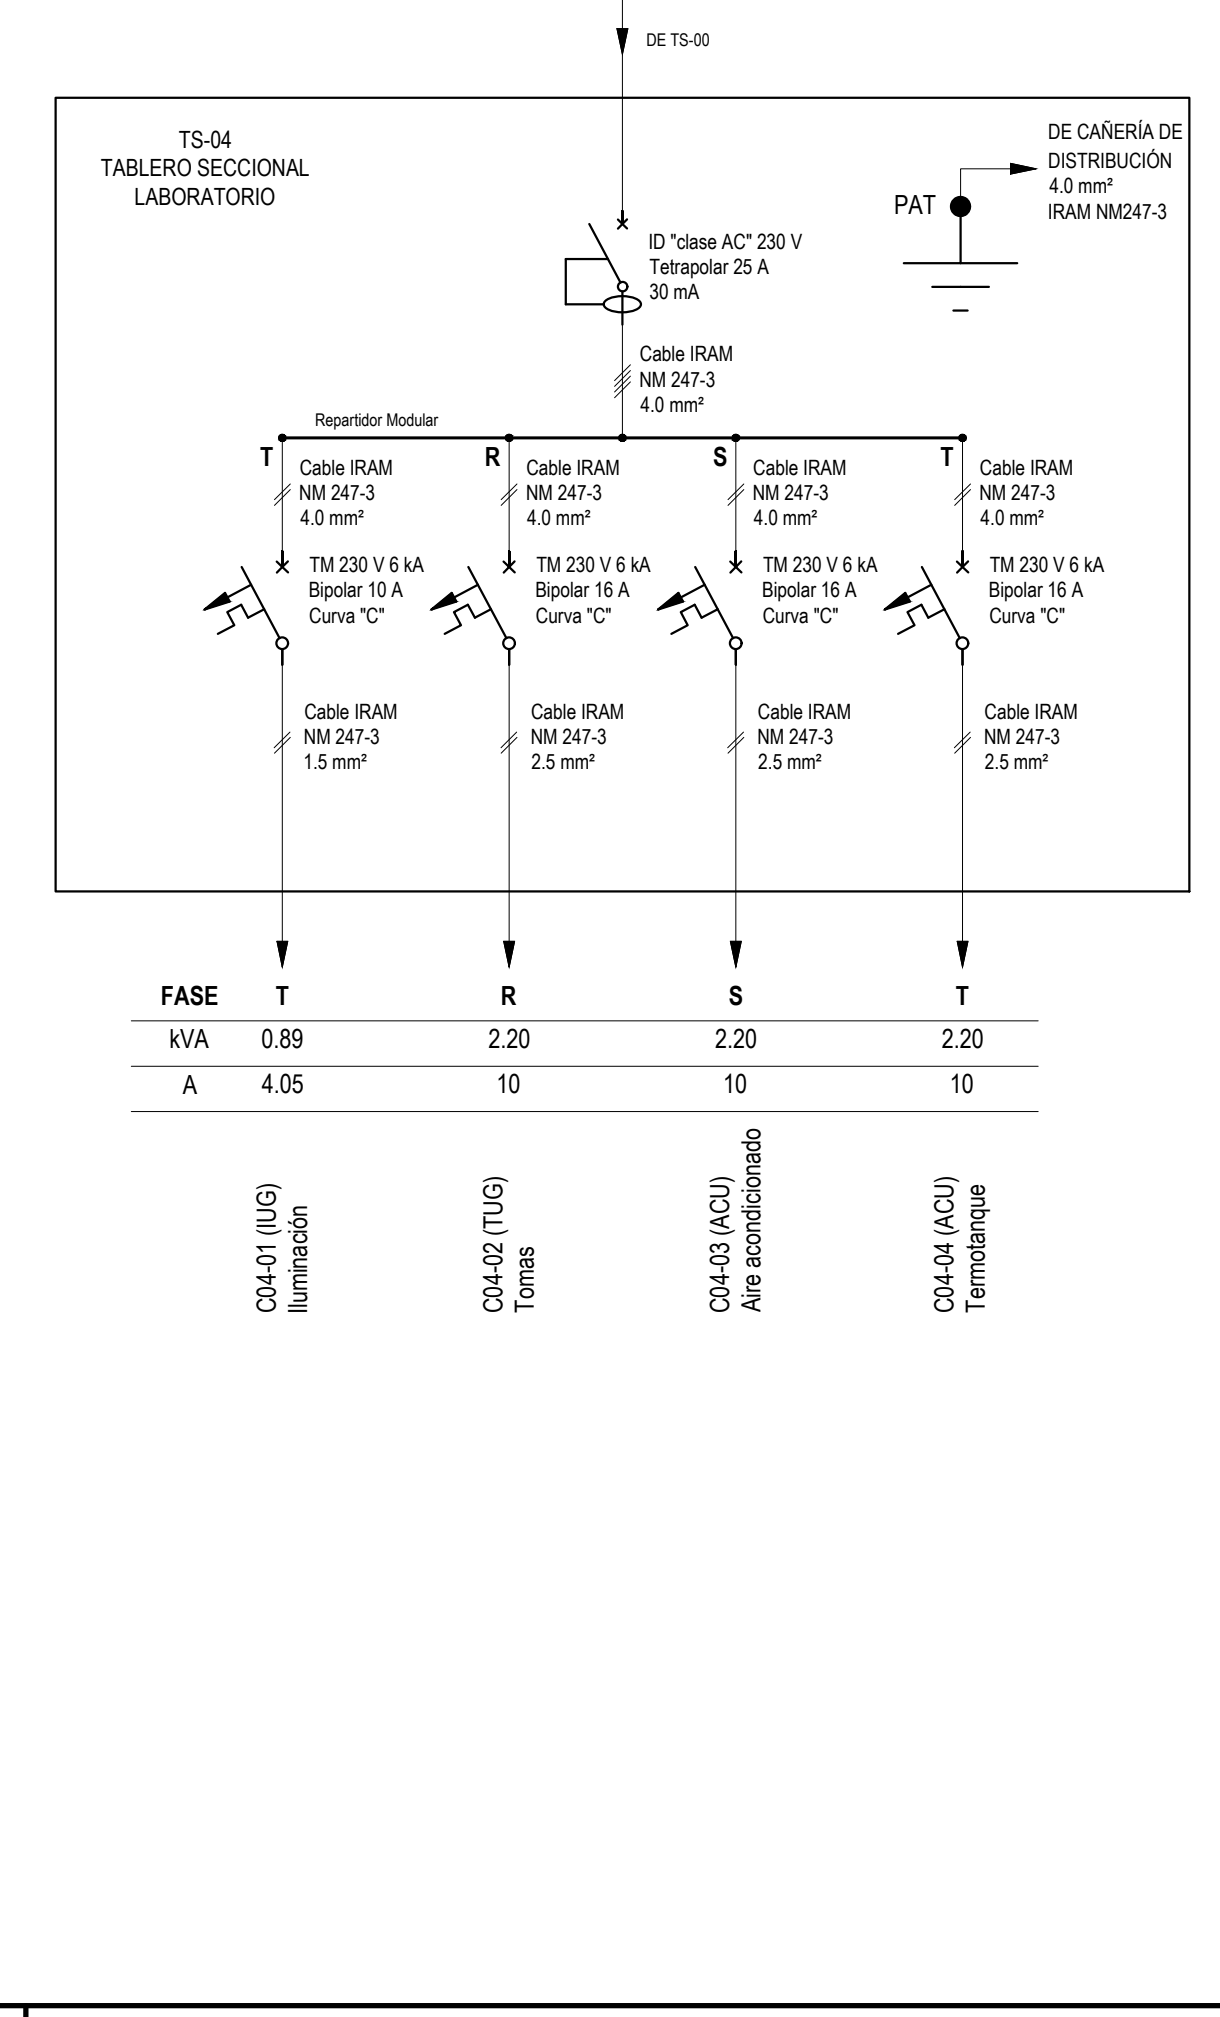 DE TS-00
TS-04
TABLERO SECCIONAL
LABORATORIO
DE CAÑERÍA DE
DISTRIBUCIÓN
4.0 mm²
IRAM NM247-3
PAT
ID "clase AC" 230 V
Tetrapolar 25 A
30 mA
Cable IRAM
NM 247-3
4.0 mm²
Repartidor Modular
T
Cable IRAM
NM 247-3
4.0 mm²
R
Cable IRAM
NM 247-3
4.0 mm²
S
Cable IRAM
NM 247-3
4.0 mm²
T
Cable IRAM
NM 247-3
4.0 mm²
TM 230 V 6 kA
Bipolar 10 A
Curva "C"
TM 230 V 6 kA
Bipolar 16 A
Curva "C"
TM 230 V 6 kA
Bipolar 16 A
Curva "C"
TM 230 V 6 kA
Bipolar 16 A
Curva "C"
Cable IRAM
NM 247-3
1.5 mm²
Cable IRAM
NM 247-3
2.5 mm²
Cable IRAM
NM 247-3
2.5 mm²
Cable IRAM
NM 247-3
2.5 mm²
FASE T R S T
kVA 0.89 2.20 2.20 2.20
A 4.05 10 10 10
C04-01 (IUG)
Iluminación
C04-02 (TUG)
Tomas
C04-03 (ACU)
Aire acondicionado
C04-04 (ACU)
Termotanque